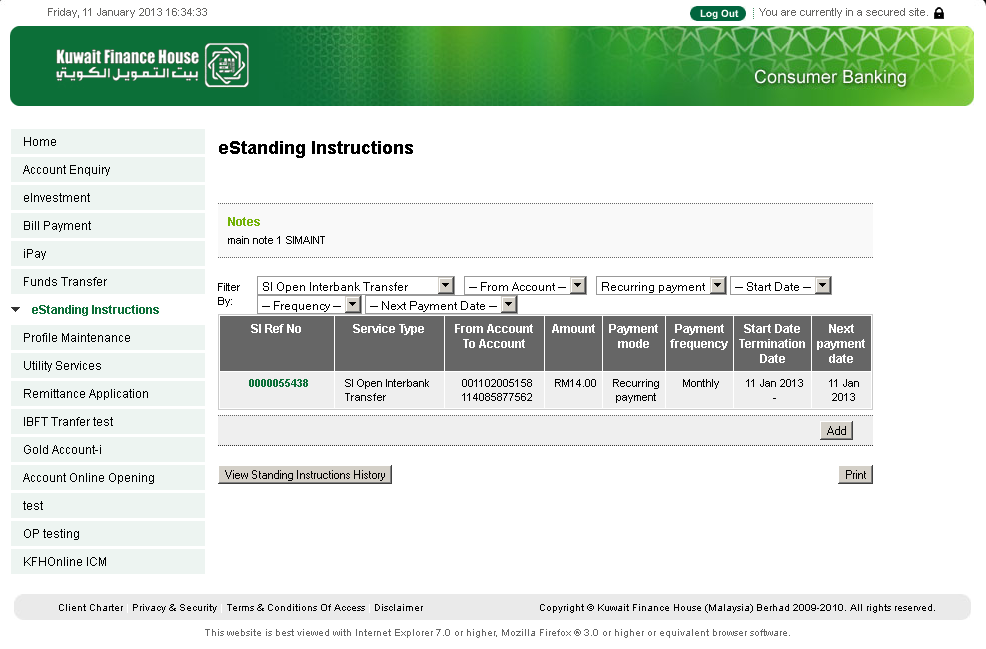 Friday, 11 January 2013 16:34:33
Log Out
You are currently in a secured site.
Kuwait Finance House
بيت التمويل الكويتي
Consumer Banking
Home
Account Enquiry
eInvestment
Bill Payment
iPay
Funds Transfer
eStanding Instructions
Profile Maintenance
Utility Services
Remittance Application
IBFT Tranfer test
Gold Account-i
Account Online Opening
test
OP testing
KFHOnline ICM
eStanding Instructions
Notes
main note 1 SIMAINT
Filter By:
SI Open Interbank Transfer
-- From Account --
Recurring payment
-- Start Date --
-- Frequency --
-- Next Payment Date --
SI Ref No
Service Type
From Account
To Account
Amount
Payment mode
Payment frequency
Start Date
Termination Date
Next payment date
0000055438
SI Open Interbank Transfer
001102005158
114085877562
RM14.00
Recurring payment
Monthly
11 Jan 2013
-
11 Jan 2013
Add
View Standing Instructions History
Print
Client Charter
Privacy & Security
Terms & Conditions Of Access
Disclaimer
Copyright © Kuwait Finance House (Malaysia) Berhad 2009-2010. All rights reserved.
This website is best viewed with Internet Explorer 7.0 or higher, Mozilla Firefox ® 3.0 or higher or equivalent browser software.